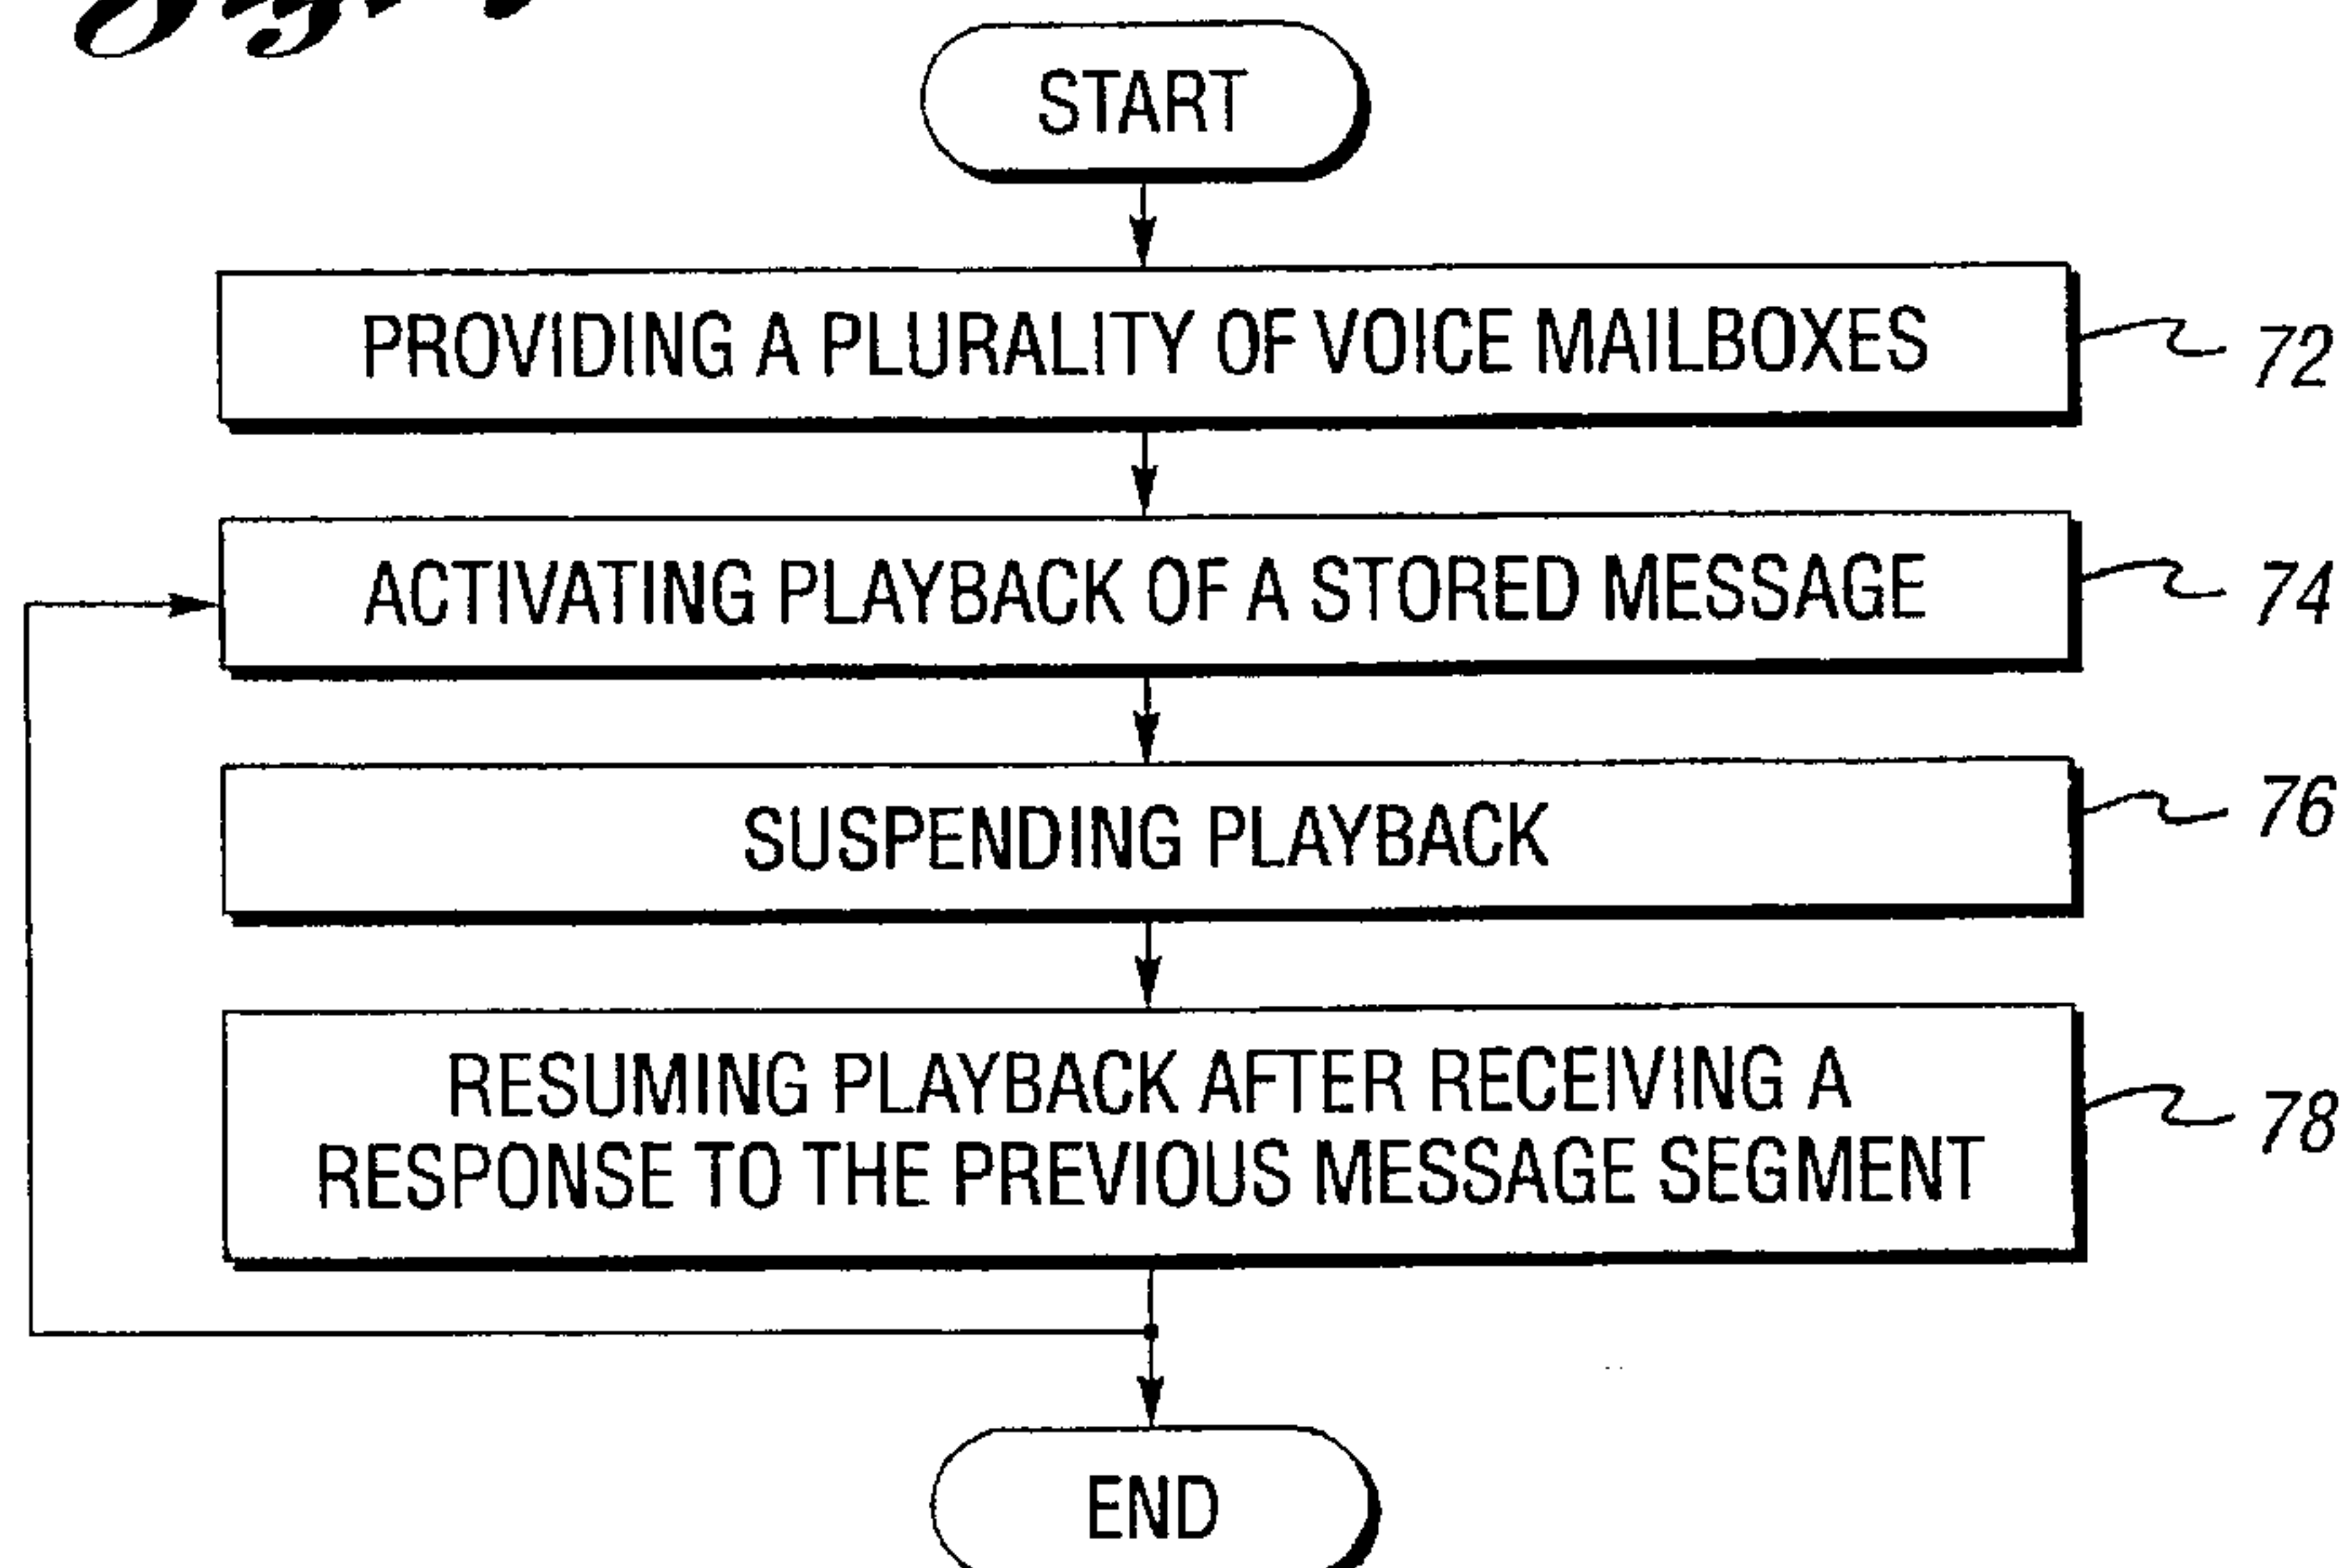 START
PROVIDING A PLURALITY OF VOICE MAILBOXES
72
ACTIVATING PLAYBACK OF A STORED MESSAGE
74
SUSPENDING PLAYBACK
76
RESUMING PLAYBACK AFTER RECEIVING A
RESPONSE TO THE PREVIOUS MESSAGE SEGMENT
78
END